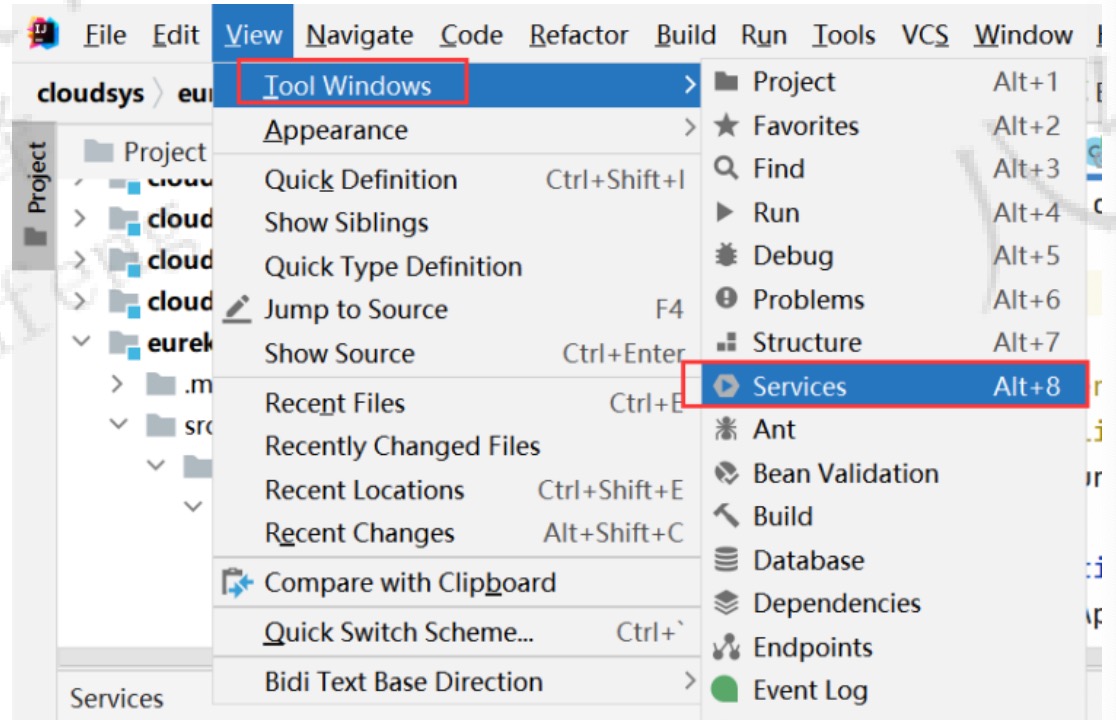 File Edit View Navigate Code Refactor Build Run Tools VCS Window
cloudsys
Tool Windows
Appearance
Quick Definition Ctrl+Shift+I
Show Siblings
Quick Type Definition
Jump to Source F4
Show Source Ctrl+Enter
Recent Files Ctrl+E
Recently Changed Files
Recent Locations Ctrl+Shift+E
Recent Changes Alt+Shift+C
Compare with Clipboard
Quick Switch Scheme... Ctrl+`
Bidi Text Base Direction
Project Alt+1
Favorites Alt+2
Find Alt+3
Run Alt+4
Debug Alt+5
Problems Alt+6
Structure Alt+7
Services Alt+8
Ant
Bean Validation
Build
Database
Dependencies
Endpoints
Event Log
Project
Project
cloud
cloud
cloud
eurek
.m
src
Services